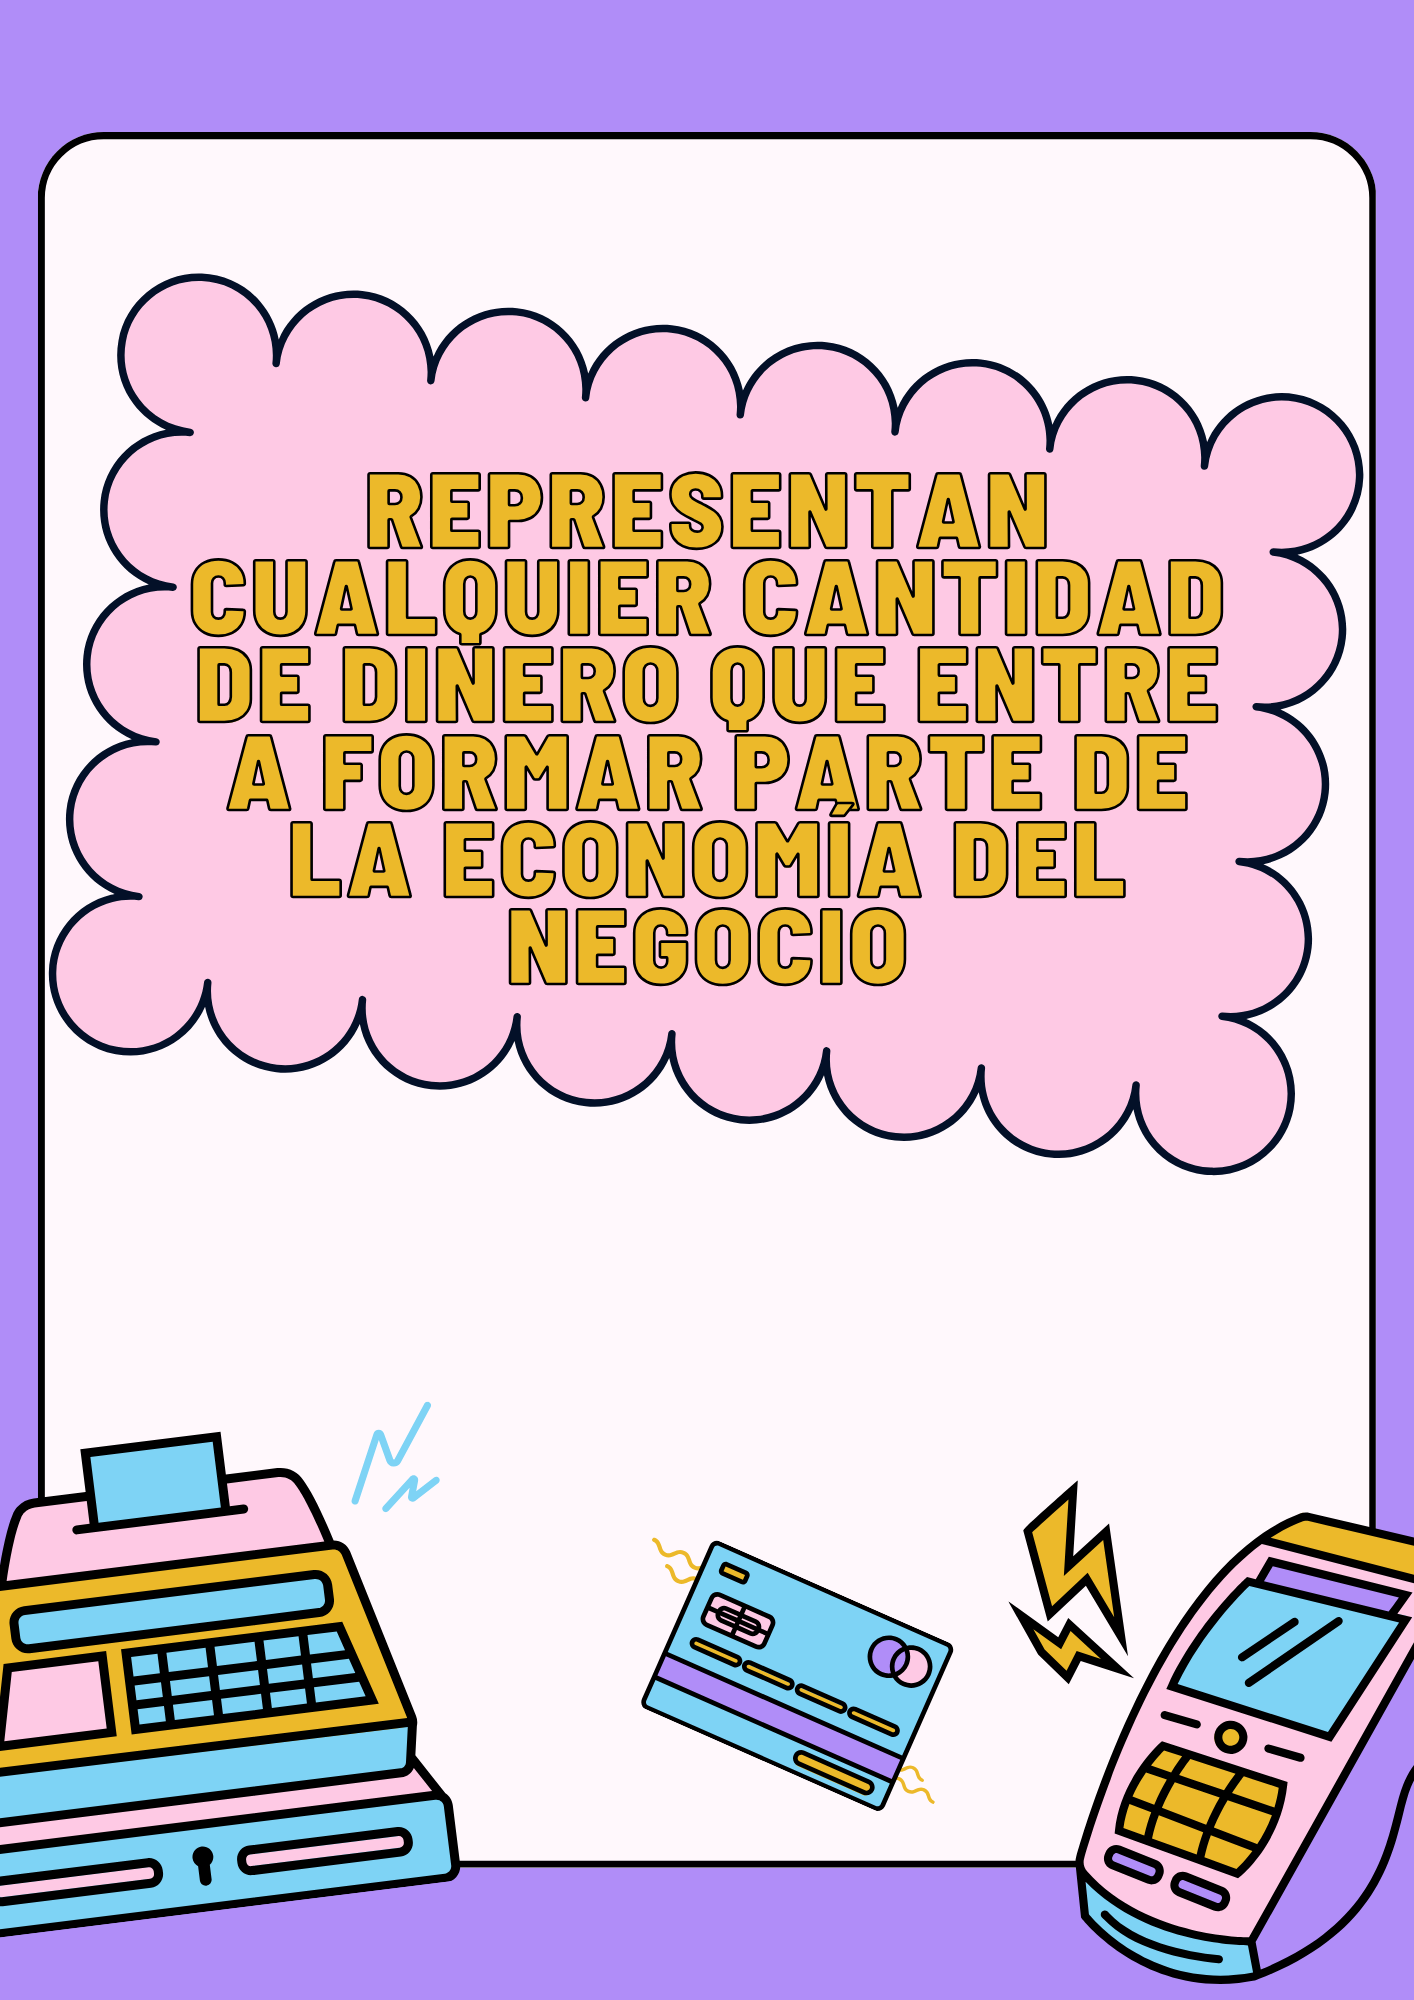 REPRESENTAN
CUALQUIER CANTIDAD
DE DINERO QUE ENTRE
A FORMAR PARTE DE
LA ECONOMÍA DEL
NEGOCIO